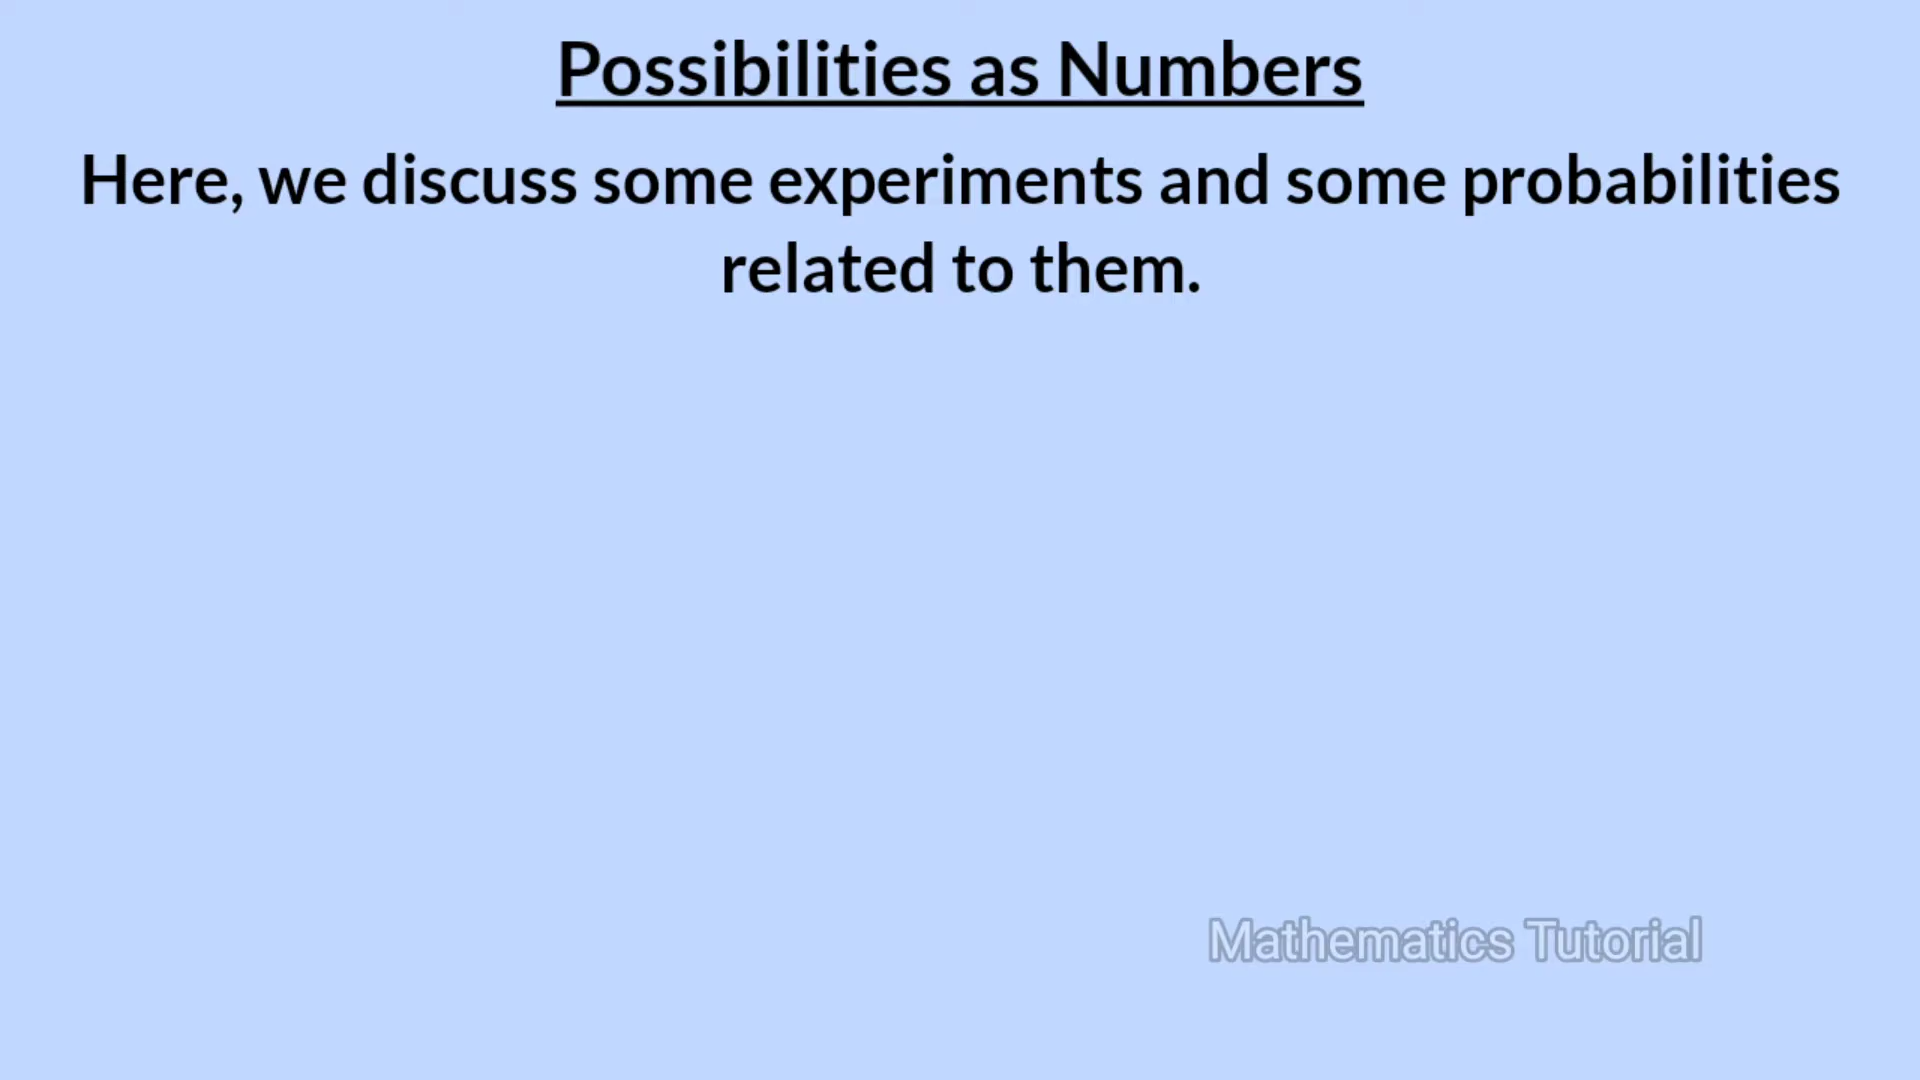 Possibilities as Numbers
Here, we discuss some experiments and some probabilities
related to them.
Mathematics Tutorial